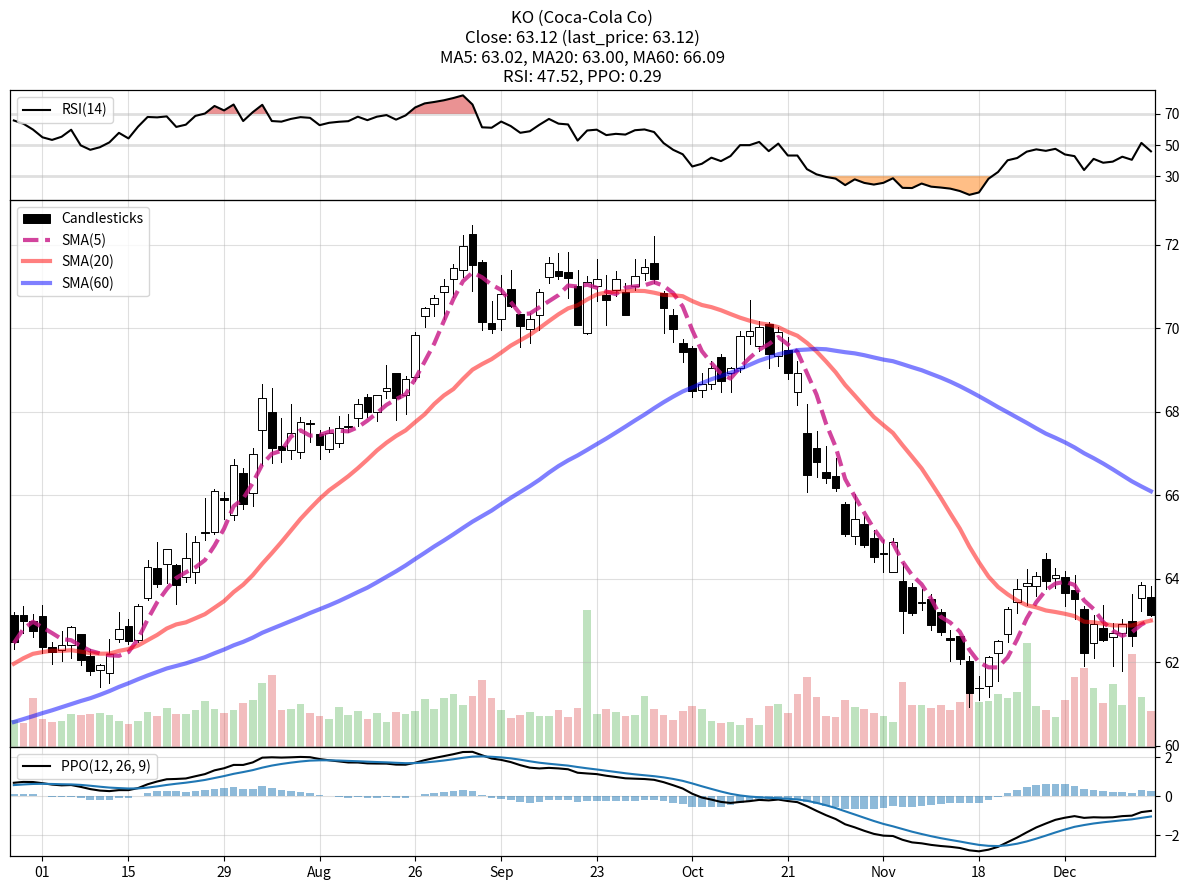 KO (Coca-Cola Co)
Close: 63.12 (last_price: 63.12)
MA5: 63.02, MA20: 63.00, MA60: 66.09
RSI: 47.52, PPO: 0.29
RSI(14)
70
50
30
Candlesticks
SMA(5)
SMA(20)
SMA(60)
72
70
68
66
64
62
60
PPO(12, 26, 9)
2
0
−2
01
15
29
Aug
26
Sep
23
Oct
21
Nov
18
Dec